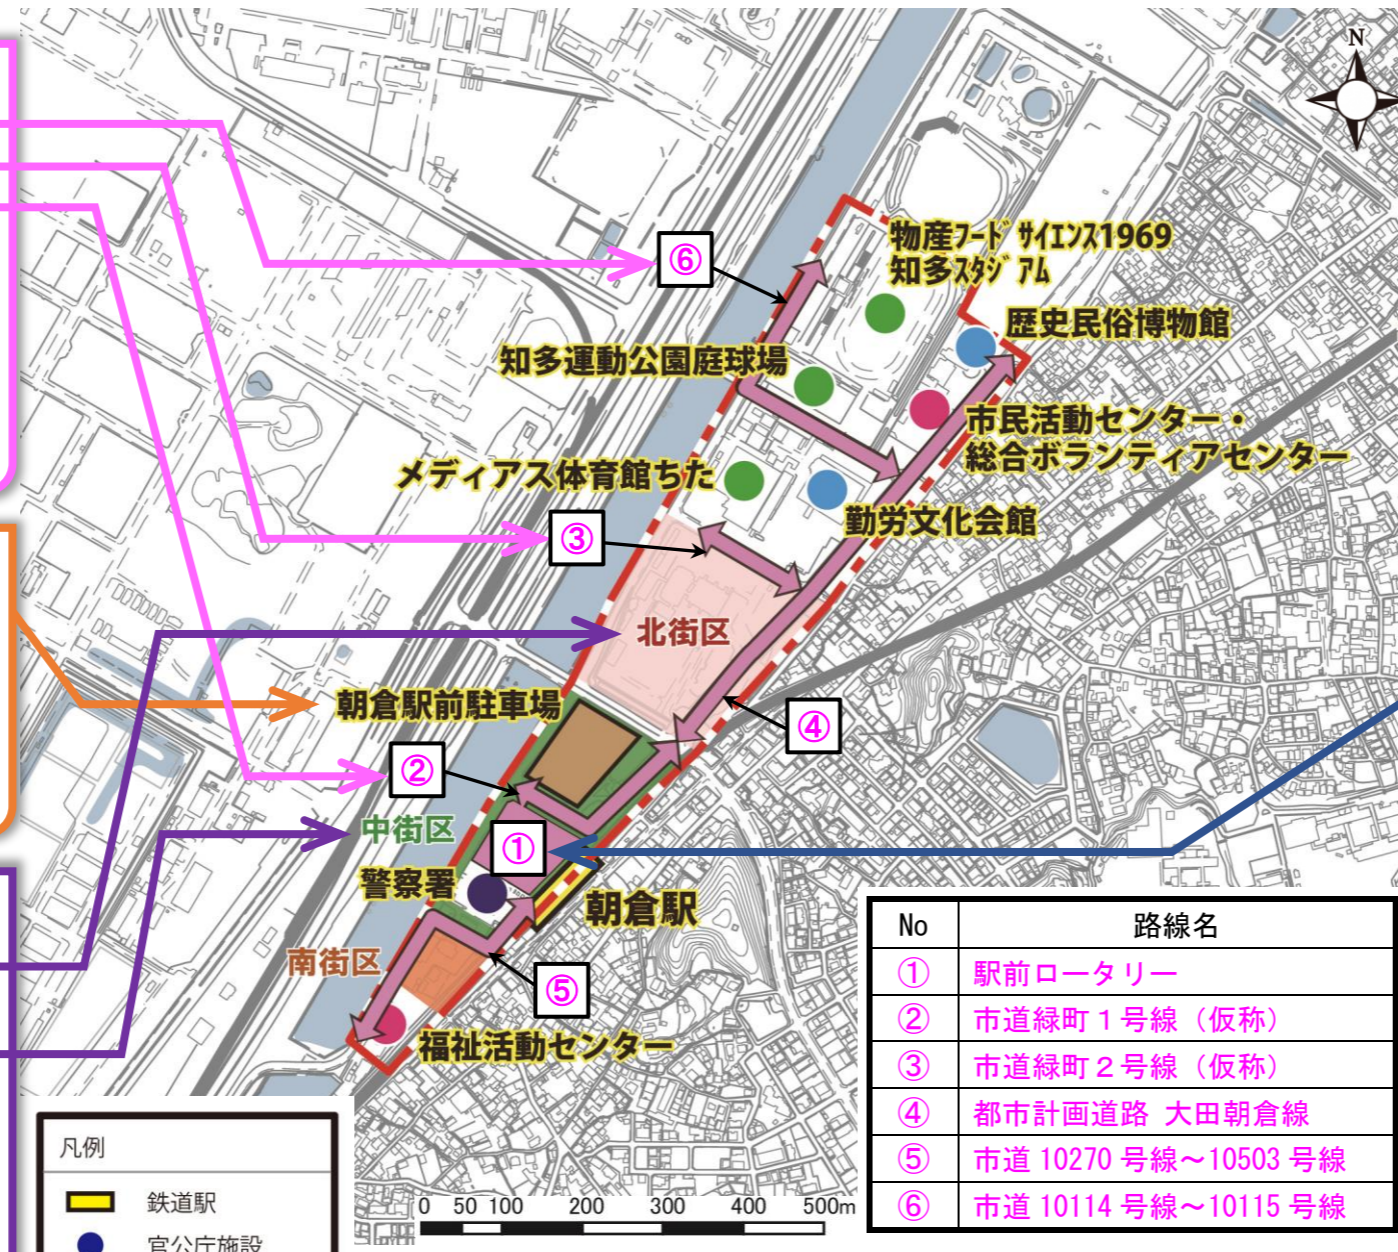 N
物産フード サイエンス1969
知多スタジアム
⑥
歴史民俗博物館
知多運動公園庭球場
市民活動センター・
総合ボランティアセンター
メディアス体育館ちた
勤労文化会館
③
北街区
朝倉駅前駐車場
④
②
中街区
①
警察署
朝倉駅
南街区
⑤
福祉活動センター
No 路線名
① 駅前ロータリー
② 市道緑町1号線（仮称）
③ 市道緑町2号線（仮称）
④ 都市計画道路 大田朝倉線
⑤ 市道 10270 号線～10503 号線
⑥ 市道 10114 号線～10115 号線
凡例
鉄道駅
官公庁施設
0 50 100 200 300 400 500m